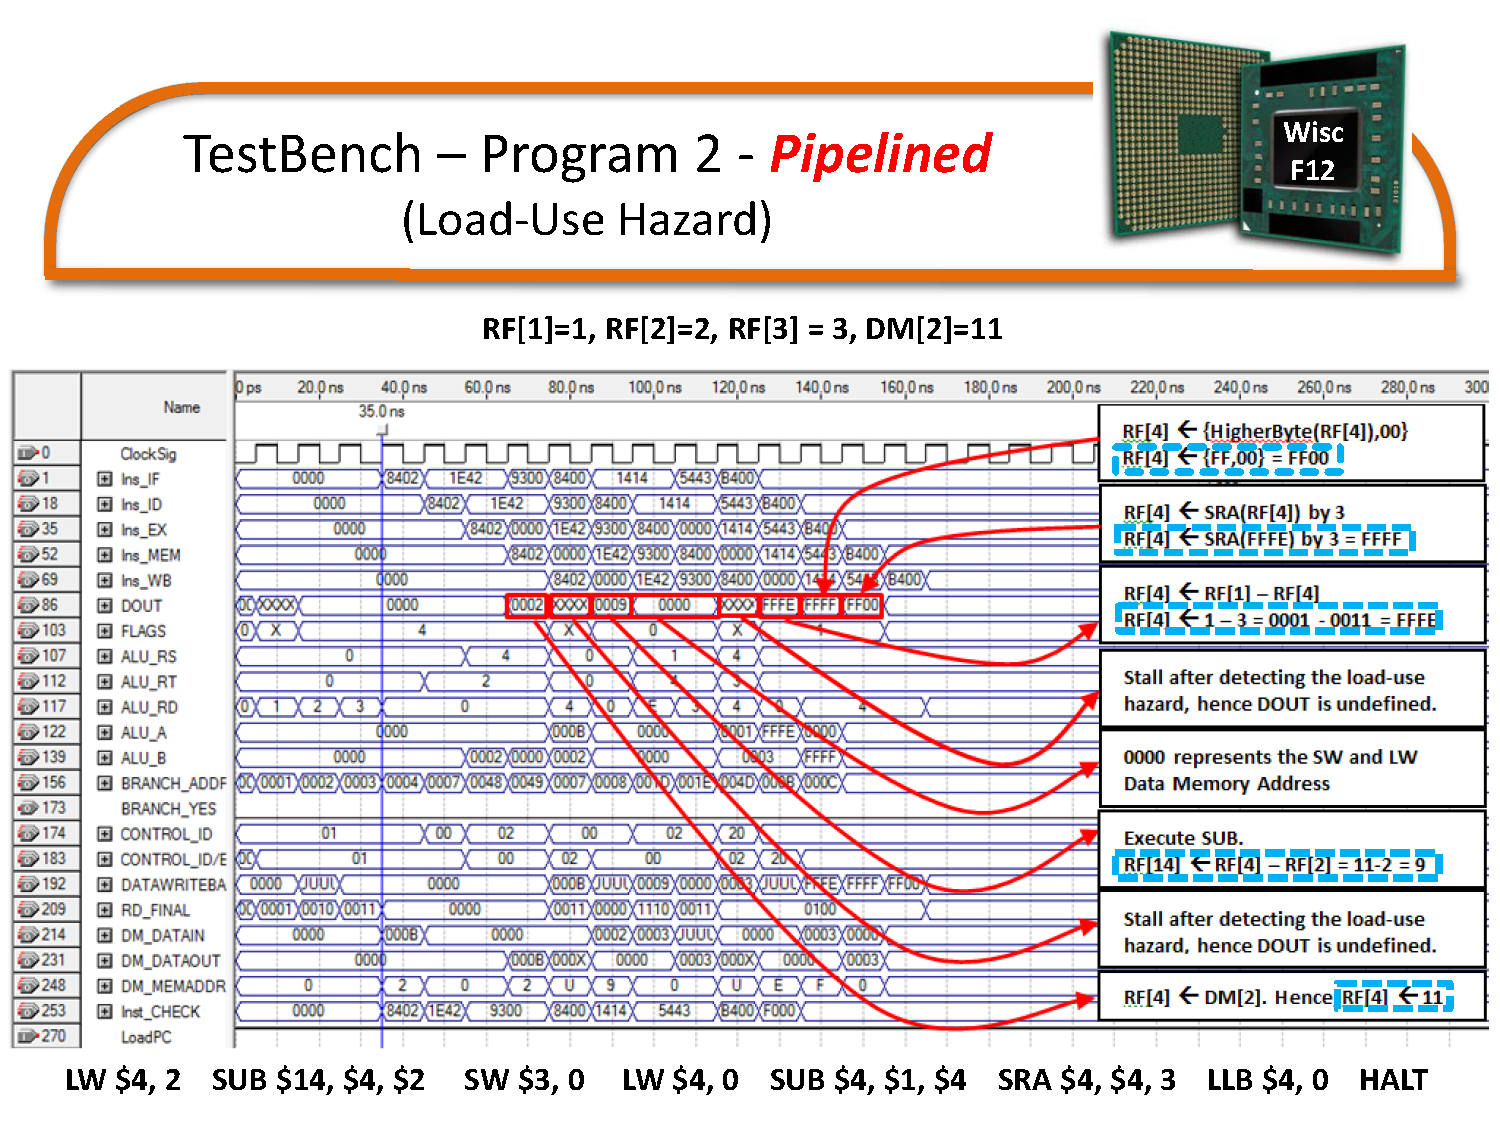 TestBench – Program 2 - Pipelined
(Load-Use Hazard)
Wisc
F12
RF[1]=1, RF[2]=2, RF[3] = 3, DM[2]=11
Name
0 ps 20.0 ns 40.0 ns 60.0 ns 80.0 ns 100.0 ns 120.0 ns 140.0 ns 160.0 ns 180.0 ns 200.0 ns 220.0 ns 240.0 ns 260.0 ns 280.0 ns 300
35.0 ns
0 ClockSig
1 Ins_IF 0000 8402 1E42 9300 8400 1414 5443 B400
18 Ins_ID 0000 8402 1E42 9300 8400 1414 5443 B400
35 Ins_EX 0000 8402 0000 1E42 9300 8400 0000 1414 5443 B400
52 Ins_MEM 0000 8402 0000 1E42 9300 8400 0000 1414 5443 B400
69 Ins_WB 0000 8402 0000 1E42 9300 8400 0000 1414 5443 B400
86 DOUT XXXX 0000 0002 XXXX 0009 0000 XXXX FFFE FFFF FF00
103 FLAGS 0 X 4 X 0 X
107 ALU_RS 0 4 0 1 4
112 ALU_RT 0 2 0 4 3
117 ALU_RD 0 1 2 3 0 4 0 E 3 4 0 4
122 ALU_A 0000 000B 0000 0001 FFFE 0000
139 ALU_B 0000 0002 0000 0002 0000 0003 FFFF
156 BRANCH_ADDF 0001 0002 0003 0004 0007 0048 0049 0007 0008 001D 001E 004D 000B 000C
173 BRANCH_YES
174 CONTROL_ID 01 00 02 00 02 20
183 CONTROL_ID/E 01 00 02 00 02 20
192 DATAWRITEBA 0000 UUU 0000 000B UUU 0009 0000 0003 UUU FFFE FFFF FF00
209 RD_FINAL 0001 0010 0011 0000 0011 0000 1110 0011 0100
214 DM_DATAIN 0000 000B 0000 0002 0003 UUU 0000 0003 0000
231 DM_DATAOUT 0000 000B 000X 0000 0003 000X 0000 0003
248 DM_MEMADDR 0 2 0 2 U 9 0 U E F 0
253 Inst_CHECK 0000 8402 1E42 9300 8400 1414 5443 B400 F000
270 LoadPC
RF[4] ← {HigherByte(RF[4]),00}
RF[4] ← {FF,00} = FF00
RF[4] ← SRA(RF[4]) by 3
RF[4] ← SRA(FFFE) by 3 = FFFF
RF[4] ← RF[1] – RF[4]
RF[4] ← 1 – 3 = 0001 - 0011 = FFFE
Stall after detecting the load-use
hazard, hence DOUT is undefined.
0000 represents the SW and LW
Data Memory Address
Execute SUB.
RF[14] ← RF[4] – RF[2] = 11-2 = 9
Stall after detecting the load-use
hazard, hence DOUT is undefined.
RF[4] ← DM[2]. Hence RF[4] ← 11
LW $4, 2 SUB $14, $4, $2 SW $3, 0 LW $4, 0 SUB $4, $1, $4 SRA $4, $4, 3 LLB $4, 0 HALT